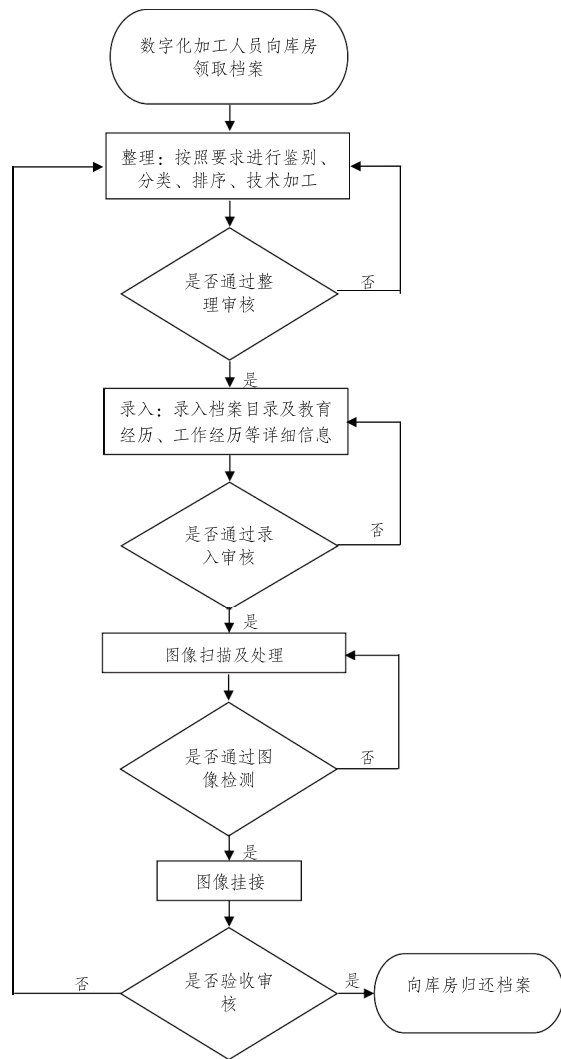 数字化加工人员向库房
领取档案
整理：按照要求进行鉴别、
分类、排序、技术加工
是否通过整
理审核
否
是
录入：录入档案目录及教育
经历、工作经历等详细信息
是否通过录
入审核
否
是
图像扫描及处理
是否通过图
像检测
否
是
图像挂接
是否验收审
核
否
是
向库房归还档案